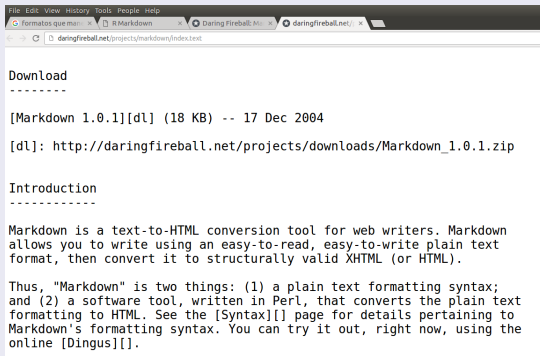 File Edit View History Tools People Help
formatos que man
R Markdown
Daring Fireball: Ma
daringfireball.net/p
daringfireball.net/projects/markdown/index.text
Download
--------
[Markdown 1.0.1][dl] (18 KB) -- 17 Dec 2004
[dl]: http://daringfireball.net/projects/downloads/Markdown_1.0.1.zip
Introduction
------------
Markdown is a text-to-HTML conversion tool for web writers. Markdown
allows you to write using an easy-to-read, easy-to-write plain text
format, then convert it to structurally valid XHTML (or HTML).
Thus, "Markdown" is two things: (1) a plain text formatting syntax;
and (2) a software tool, written in Perl, that converts the plain text
formatting to HTML. See the [Syntax][] page for details pertaining to
Markdown's formatting syntax. You can try it out, right now, using the
online [Dingus][].